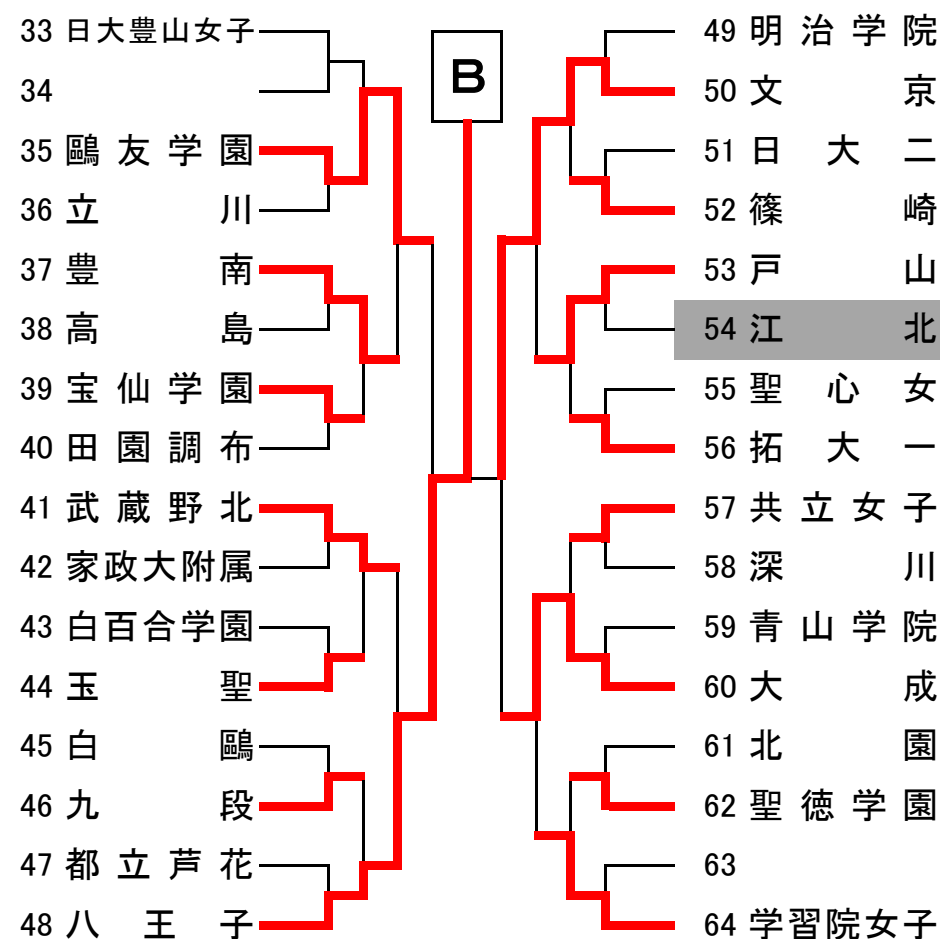 33 日大豊山女子
34
35 鷗友学園
36 立川
37 豊南
38 高島
39 宝仙学園
40 田園調布
41 武蔵野北
42 家政大附属
43 白百合学園
44 玉聖
45 白鷗
46 九段
47 都立芦花
48 八王子
B
49 明治学院
50 文京
51 日大二
52 篠崎
53 戸山
54 江北
55 聖心女
56 拓大一
57 共立女子
58 深川
59 青山学院
60 大成
61 北園
62 聖徳学園
63
64 学習院女子